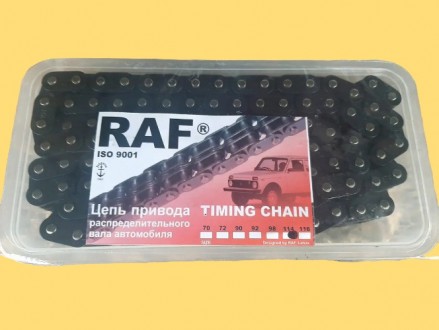 RAF®
ISO 9001
Цепь привода
распределительного
вала автомобиля
TIMING CHAIN
70 72 90 92 98 114 116